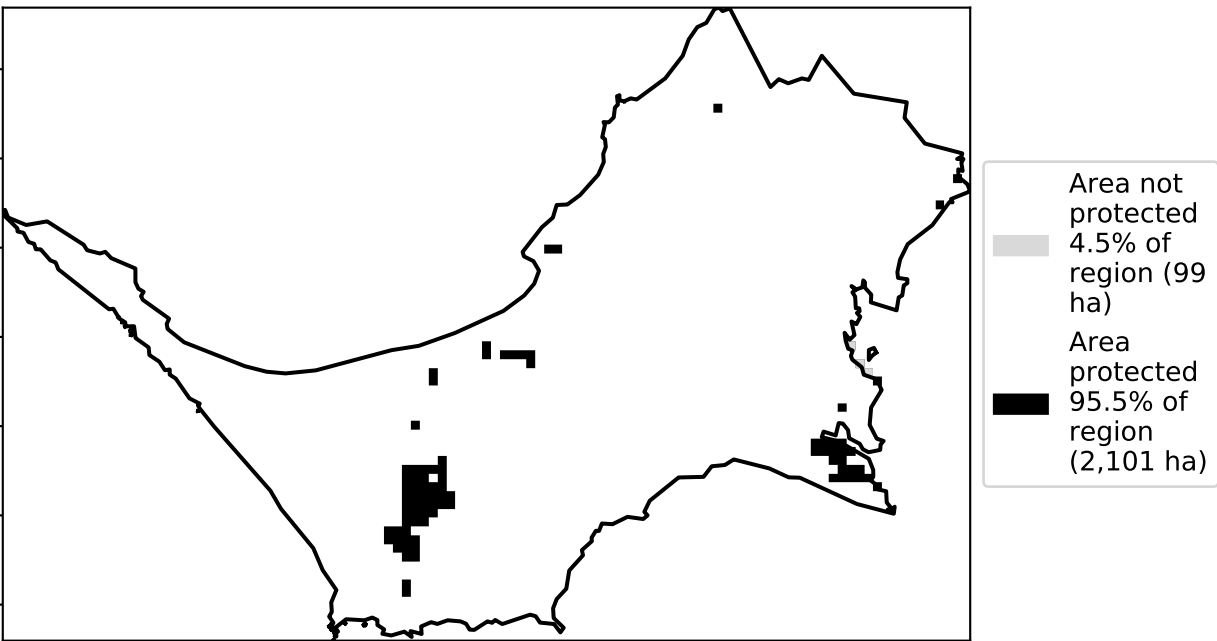 Area not
protected
4.5% of
region (99
ha)
Area
protected
95.5% of
region
(2,101 ha)